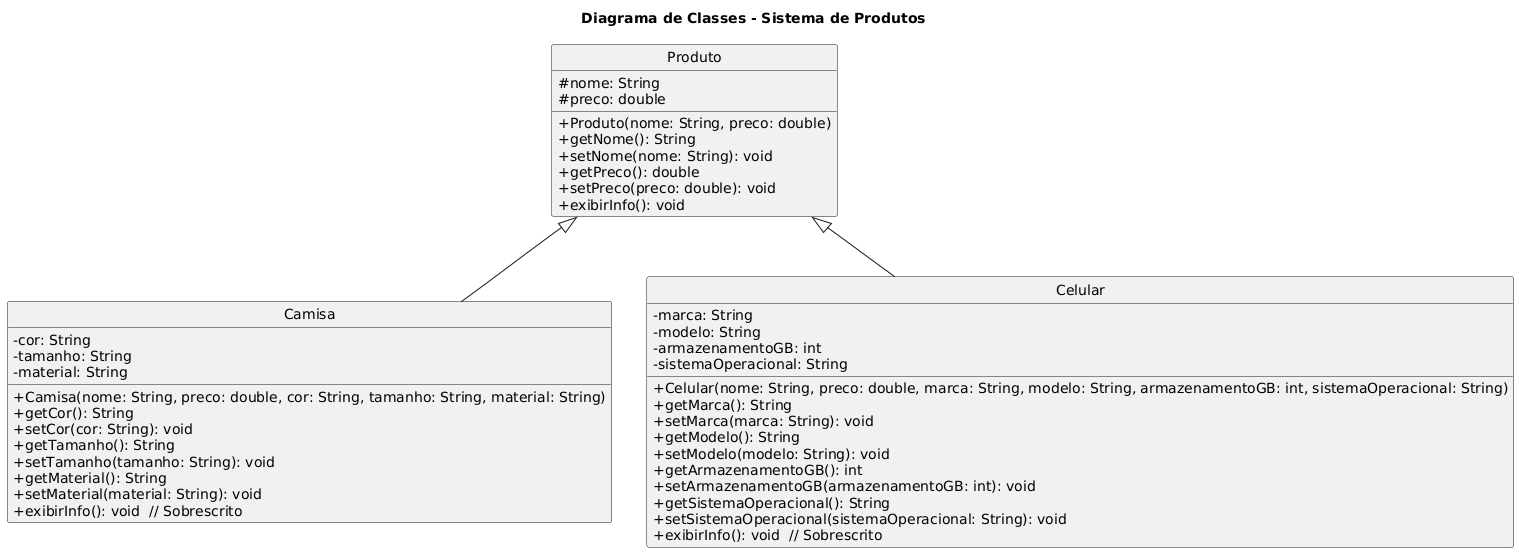 Diagrama de Classes - Sistema de Produtos
Produto
#nome: String
#preco: double
+Produto(nome: String, preco: double)
+getNome(): String
+setNome(nome: String): void
+getPreco(): double
+setPreco(preco: double): void
+exibirInfo(): void
Camisa
-cor: String
-tamanho: String
-material: String
+Camisa(nome: String, preco: double, cor: String, tamanho: String, material: String)
+getCor(): String
+setCor(cor: String): void
+getTamanho(): String
+setTamanho(tamanho: String): void
+getMaterial(): String
+setMaterial(material: String): void
+exibirInfo(): void  // Sobrescrito
Celular
-marca: String
-modelo: String
-armazenamentoGB: int
-sistemaOperacional: String
+Celular(nome: String, preco: double, marca: String, modelo: String, armazenamentoGB: int, sistemaOperacional: String)
+getMarca(): String
+setMarca(marca: String): void
+getModelo(): String
+setModelo(modelo: String): void
+getArmazenamentoGB(): int
+setArmazenamentoGB(armazenamentoGB: int): void
+getSistemaOperacional(): String
+setSistemaOperacional(sistemaOperacional: String): void
+exibirInfo(): void  // Sobrescrito